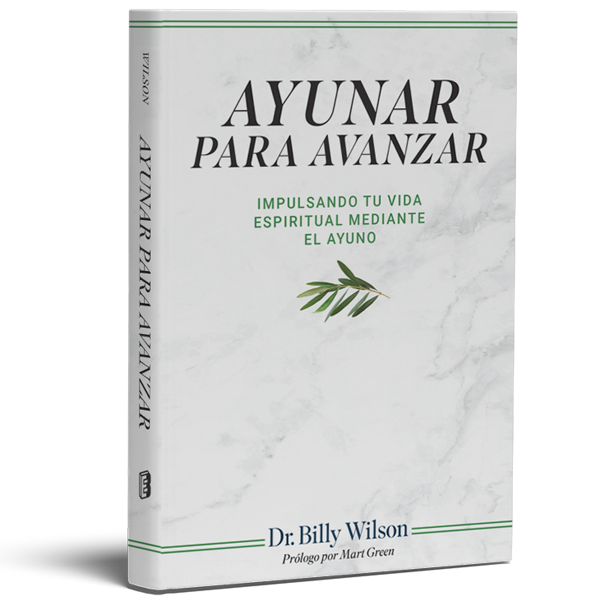 AYUNAR
PARA AVANZAR
IMPULSANDO TU VIDA
ESPIRITUAL MEDIANTE
EL AYUNO
Dr. Billy Wilson
Prólogo por Mart Green
WILSON
AYUNAR PARA AVANZAR